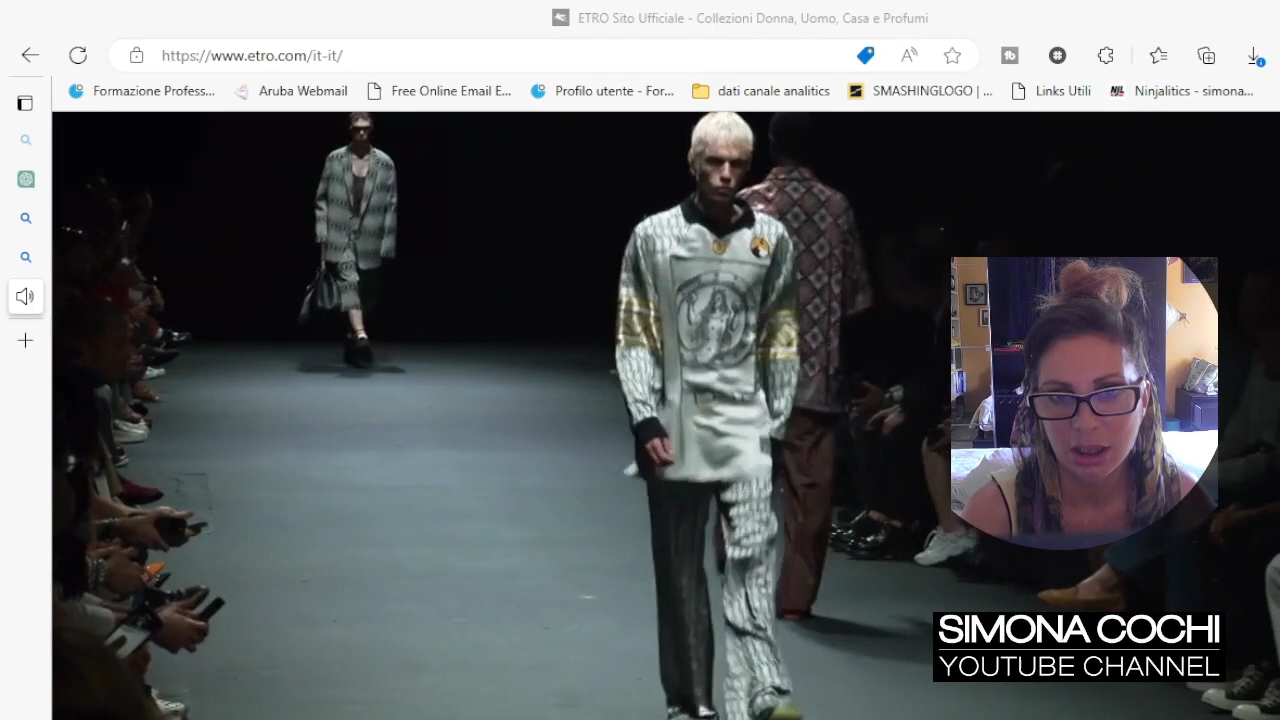 ETRO Sito Ufficiale - Collezioni Donna, Uomo, Casa e Profumi
https://www.etro.com/it-it/
Formazione Profess...
Aruba Webmail
Free Online Email E...
Profilo utente - For...
dati canale analitics
SMASHINGLOGO | ...
Links Utili
NJL
Ninjalitics - simona...
SIMONA COCHI
YOUTUBE CHANNEL